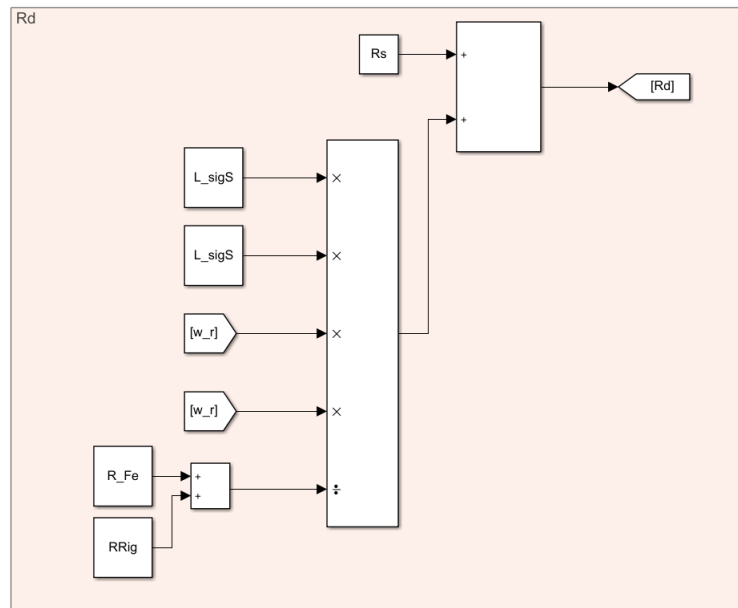 Rd
Rs
+
+
[Rd]
L_sigS
×
L_sigS
×
[w_r]
×
[w_r]
×
R_Fe
+
+
÷
RRig